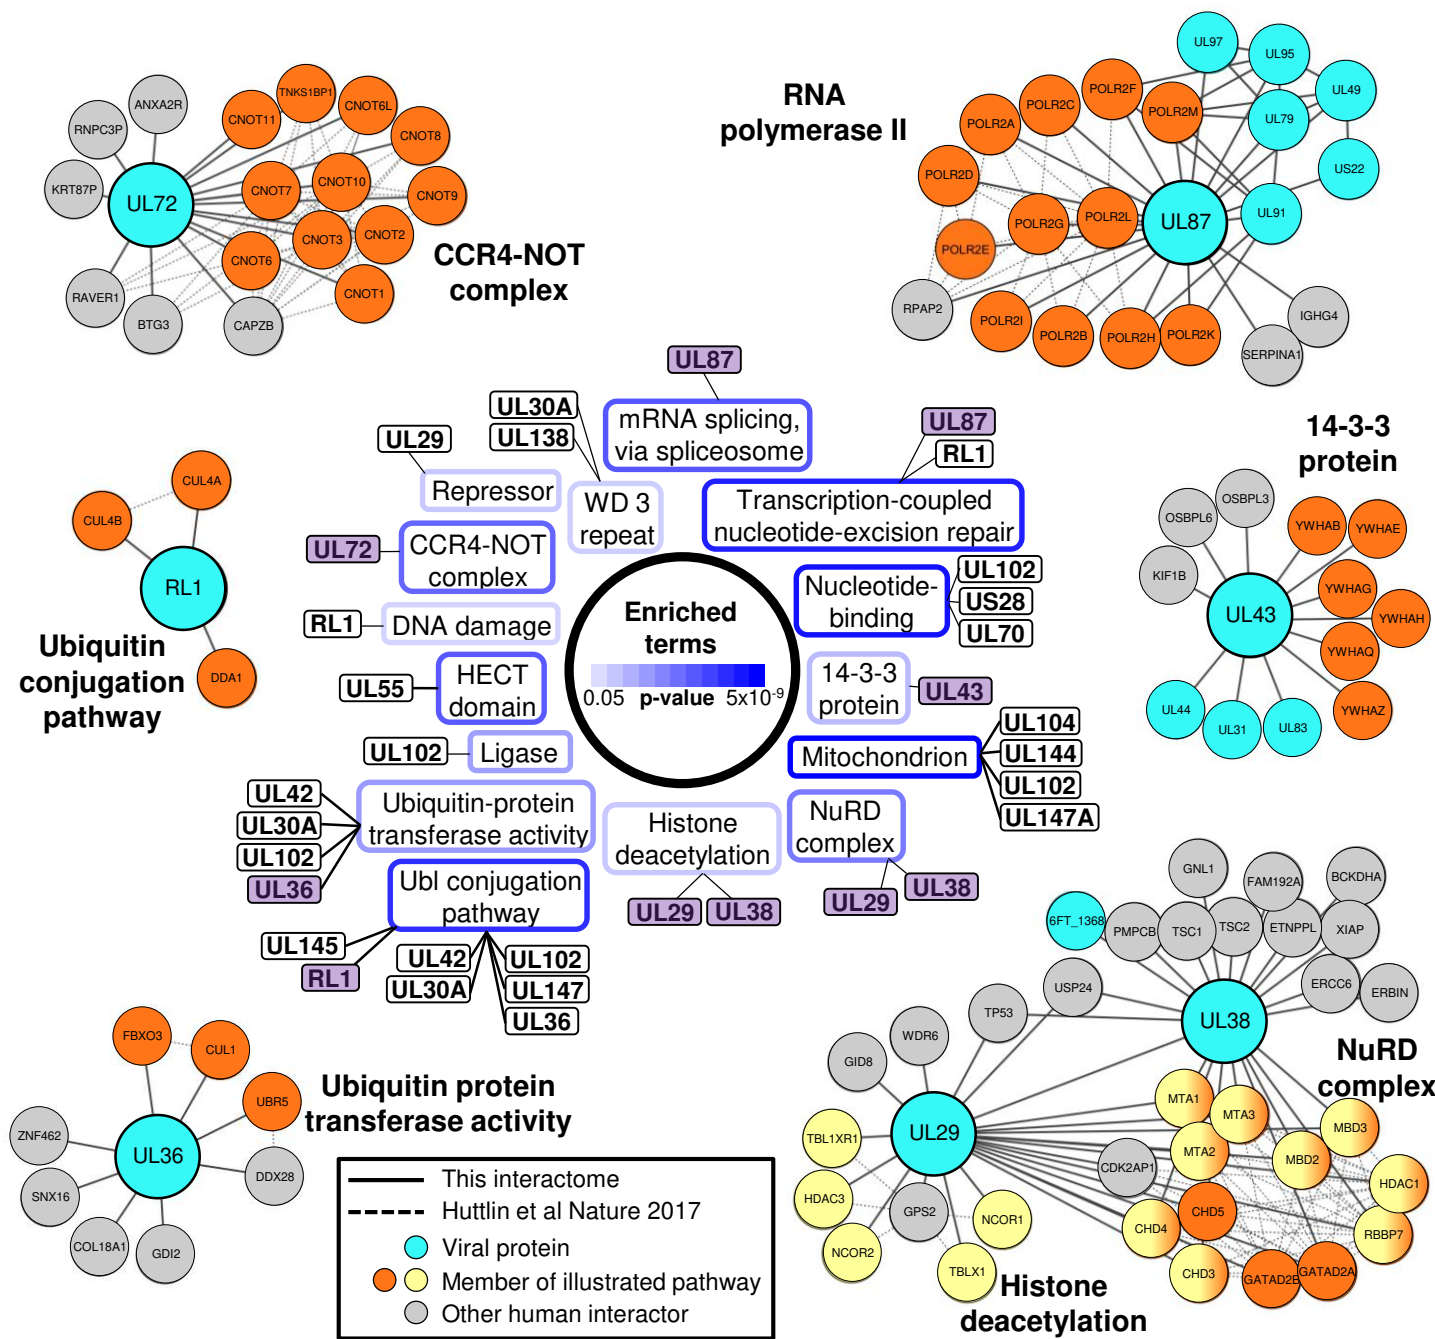 ANXA2R
RNPC3P
KRT87P
UL72
RAVER1
BTG3
CAPZB
CNOT11
TNKS1BP1
CNOT6L
CNOT8
CNOT7
CNOT10
CNOT9
CNOT3
CNOT2
CNOT6
CNOT1
CCR4-NOT
complex
RNA
polymerase II
UL97
UL95
UL49
UL79
US22
UL91
UL87
POLR2F
POLR2C
POLR2M
POLR2A
POLR2D
POLR2L
POLR2G
POLR2E
RPAP2
POLR2I
POLR2B
POLR2H
POLR2K
IGHG4
SERPINA1
CUL4A
CUL4B
RL1
DDA1
Ubiquitin
conjugation
pathway
14-3-3
protein
OSBPL3
OSBPL6
KIF1B
UL43
YWHAB
YWHAE
YWHAG
YWHAH
YWHAQ
YWHAZ
UL44
UL31
UL83
UL87
mRNA splicing,
via spliceosome
UL30A
UL138
WD 3
repeat
UL29
Repressor
UL87
RL1
Transcription-coupled
nucleotide-excision repair
UL72
CCR4-NOT
complex
Nucleotide-
binding
UL102
US28
UL70
RL1
DNA damage
Enriched
terms
0.05 p-value 5x10⁻⁹
UL55
HECT
domain
14-3-3
protein
UL43
UL102
Ligase
Mitochondrion
UL104
UL144
UL102
UL147A
UL42
UL30A
UL102
UL36
Ubiquitin-protein
transferase activity
Histone
deacetylation
UL29
UL38
NuRD
complex
UL29
UL38
Ubl conjugation
pathway
UL145
RL1
UL42
UL30A
UL102
UL147
UL36
FBXO3
CUL1
UBR5
DDX28
GDI2
COL18A1
SNX16
ZNF462
UL36
Ubiquitin protein
transferase activity
This interactome
Huttlin et al Nature 2017
Viral protein
Member of illustrated pathway
Other human interactor
GNL1
FAM192A
BCKDHA
6FT_1368
PMPCB
TSC1
TSC2
ETNPPL
XIAP
USP24
TP53
ERCC6
ERBIN
UL38
NuRD
complex
WDR6
GID8
UL29
TBL1XR1
HDAC3
NCOR2
GPS2
NCOR1
TBLX1
MTA1
MTA3
MTA2
MBD3
MBD2
CDK2AP1
HDAC1
CHD5
CHD4
RBBP7
CHD3
GATAD2B
GATAD2A
Histone
deacetylation